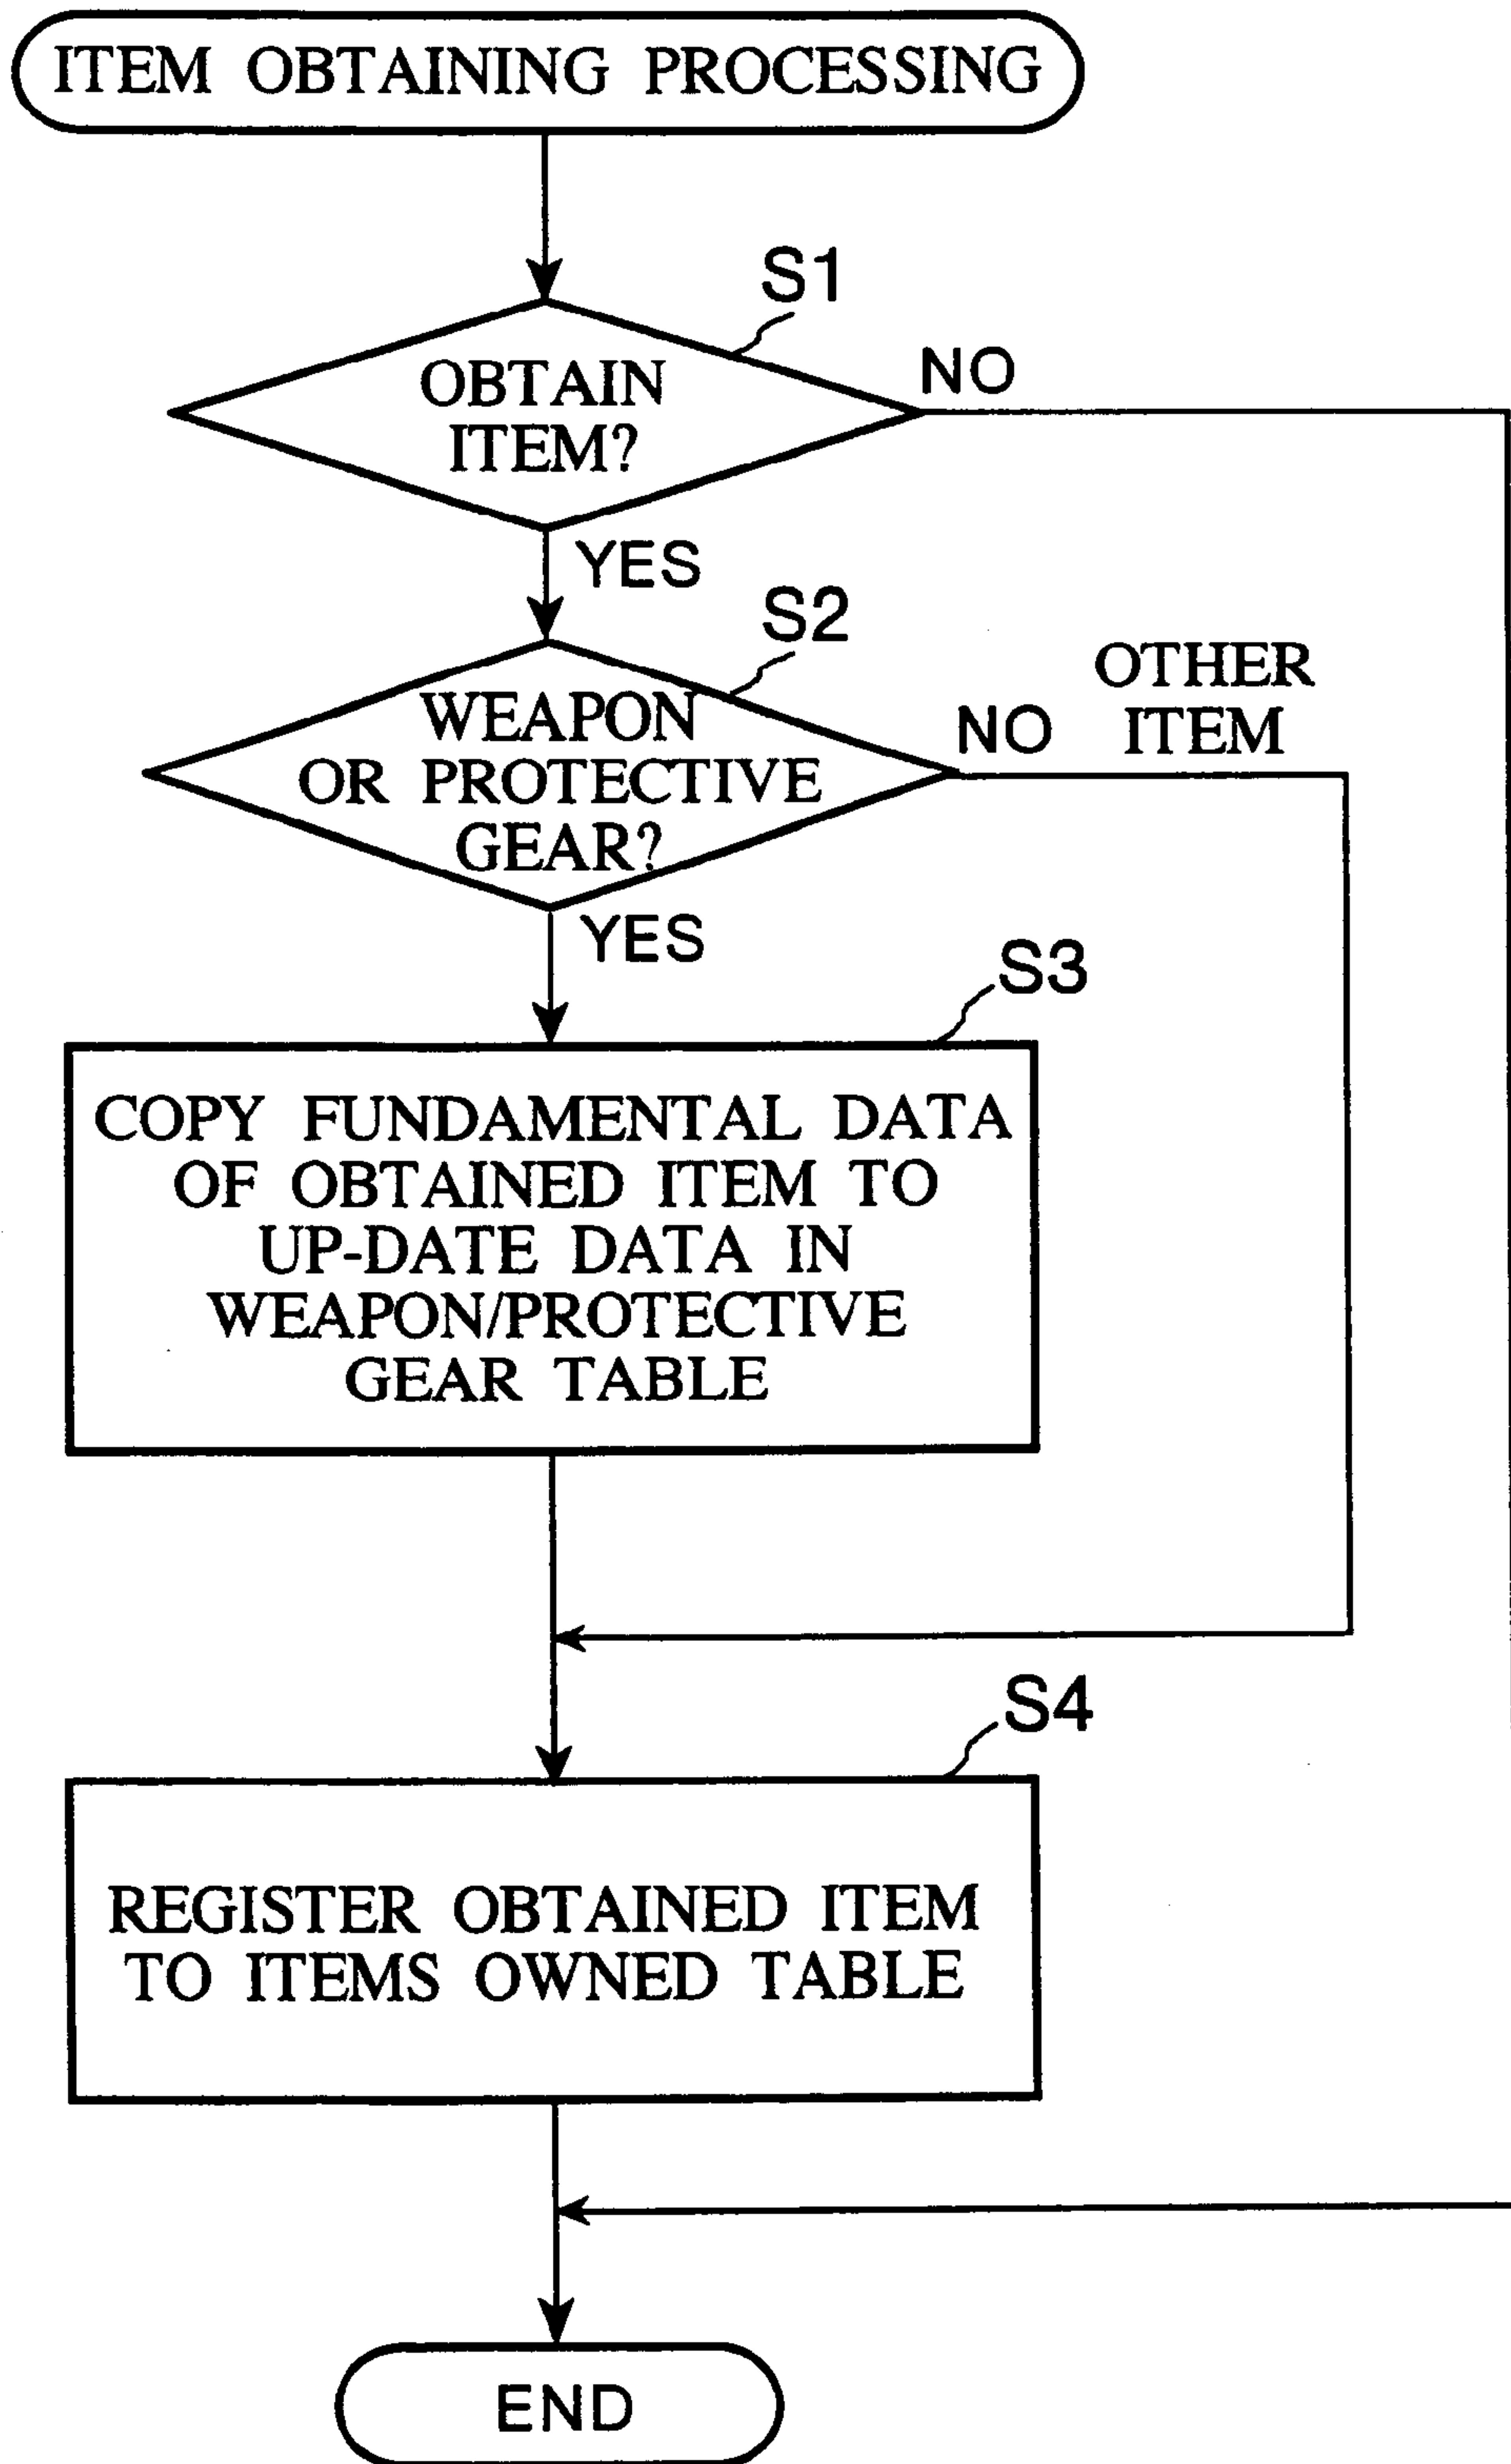 ITEM OBTAINING PROCESSING
S1
OBTAIN
ITEM?
NO
YES
S2
WEAPON
OR PROTECTIVE
GEAR?
NO
OTHER
ITEM
YES
S3
COPY FUNDAMENTAL DATA
OF OBTAINED ITEM TO
UP-DATE DATA IN
WEAPON/PROTECTIVE
GEAR TABLE
S4
REGISTER OBTAINED ITEM
TO ITEMS OWNED TABLE
END